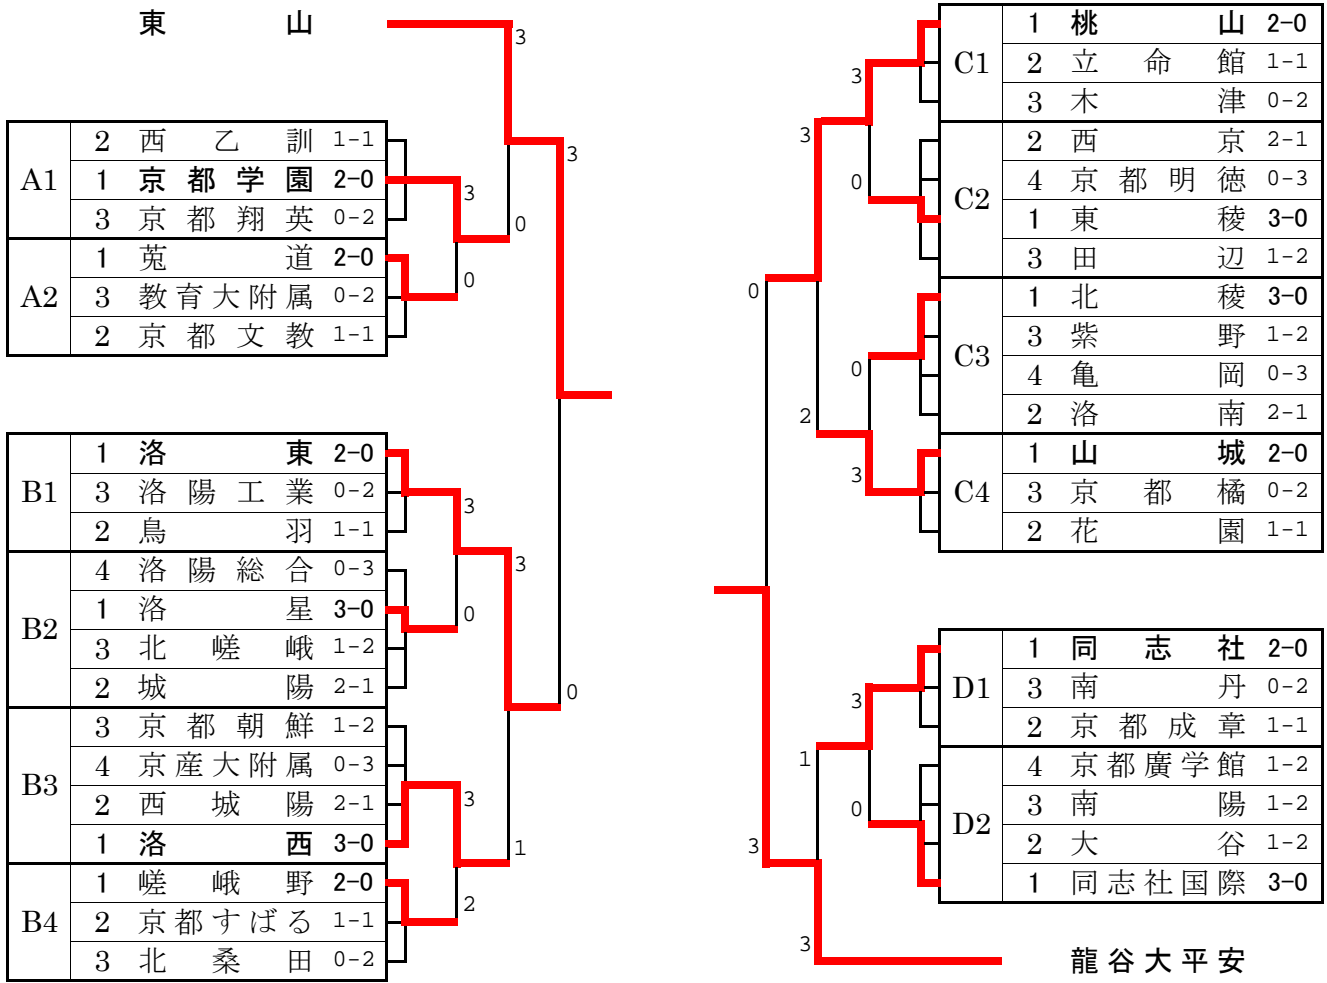 東山
3
A1
2 西乙訓 1-1
1 京都学園 2-0
3 京都翔英 0-2
A2
1 莵道 2-0
3 教育大附属 0-2
2 京都文教 1-1
3
0
0
3
B1
1 洛東 2-0
3 洛陽工業 0-2
2 鳥羽 1-1
B2
4 洛陽総合 0-3
1 洛星 3-0
3 北嵯峨 1-2
2 城陽 2-1
B3
3 京都朝鮮 1-2
4 京産大附属 0-3
2 西城陽 2-1
1 洛西 3-0
B4
1 嵯峨野 2-0
2 京都すばる 1-1
3 北桑田 0-2
3
0
3
0
3
1
2
C1
1 桃山 2-0
2 立命館 1-1
3 木津 0-2
C2
2 西京 2-1
4 京都明徳 0-3
1 東稜 3-0
3 田辺 1-2
C3
1 北稜 3-0
3 紫野 1-2
4 亀岡 0-3
2 洛南 2-1
C4
1 山城 2-0
3 京都橘 0-2
2 花園 1-1
3
3
0
0
0
2
3
D1
1 同志社 2-0
3 南丹 0-2
2 京都成章 1-1
D2
4 京都廣学館 1-2
3 南陽 1-2
2 大谷 1-2
1 同志社国際 3-0
3
1
0
3
3
龍谷大平安